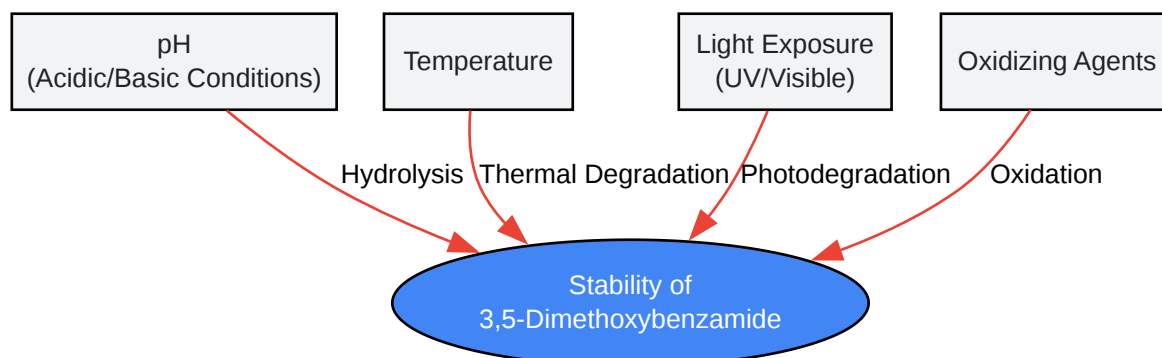 pH
(Acidic/Basic Conditions)
Temperature
Light Exposure
(UV/Visible)
Oxidizing Agents
Hydrolysis
Thermal Degradation
Photodegradation
Oxidation
Stability of
3,5-Dimethoxybenzamide